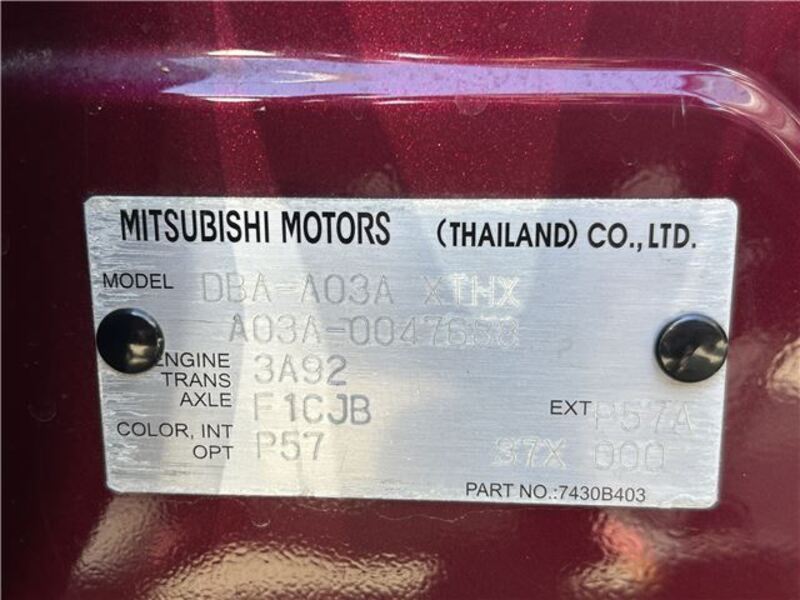 MITSUBISHI MOTORS (THAILAND) CO.,LTD.
MODEL DBA-A03A XTHX
A03A-0047653
ENGINE 3A92
TRANS
AXLE F1CJB
EXT P57A
COLOR, INT P57
OPT 37X 000
PART NO.:7430B403